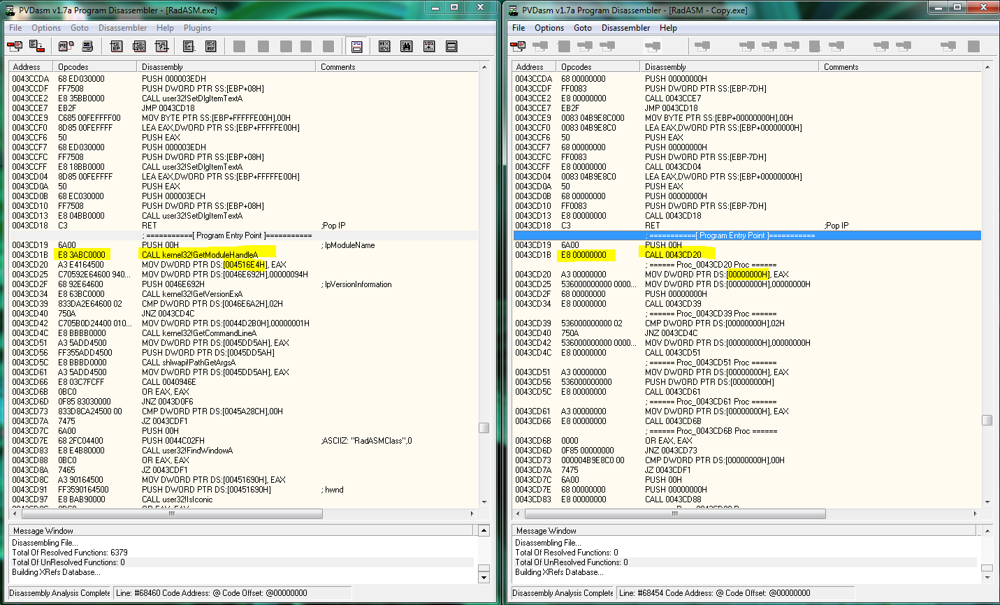 PVDasm v1.7a Program Disassembler - [RadASM.exe]
File Options Goto Disassembler Help Plugins
Address Opcodes Disassembly Comments
0043CCDA 68 ED030000 PUSH 000003EDH
0043CCDF FF7508 PUSH DWORD PTR SS:[EBP+08H]
0043CCE2 E8 35BB0000 CALL user32!SetDlgItemTextA
0043CCE7 EB2F JMP 0043CD18
0043CCE9 C685 00FEFFFF00 MOV BYTE PTR SS:[EBP+FFFFFE00H],00H
0043CCF0 8D85 00FEFFFF LEA EAX,DWORD PTR SS:[EBP+FFFFFE00H]
0043CCF6 50 PUSH EAX
0043CCF7 68 ED030000 PUSH 000003EDH
0043CCFC FF7508 PUSH DWORD PTR SS:[EBP+08H]
0043CCFF E8 18BB0000 CALL user32!SetDlgItemTextA
0043CD04 8D85 00FEFFFF LEA EAX,DWORD PTR SS:[EBP+FFFFFE00H]
0043CD0A 50 PUSH EAX
0043CD0B 68 EC030000 PUSH 000003ECH
0043CD10 FF7508 PUSH DWORD PTR SS:[EBP+08H]
0043CD13 E8 04BB0000 CALL user32!SetDlgItemTextA
0043CD18 C3 RET ;Pop IP
; ===========[ Program Entry Point ]===========
0043CD19 6A00 PUSH 00H ; lpModuleName
0043CD1B E8 3ABC0000 CALL kernel32!GetModuleHandleA
0043CD20 A3 E4164500 MOV DWORD PTR DS:[004516E4H], EAX
0043CD25 C70592E64600 940... MOV DWORD PTR DS:[0046E692H],00000094H
0043CD2F 68 92E64600 PUSH 0046E692H ; lpVersionInformation
0043CD34 E8 63BC0000 CALL kernel32!GetVersionExA
0043CD39 833DA2E64600 02 CMP DWORD PTR DS:[0046E6A2H],02H
0043CD40 750A JNZ 0043CD4C
0043CD42 C705B0D24400 010... MOV DWORD PTR DS:[0044D2B0H],00000001H
0043CD4C E8 BBBB0000 CALL kernel32!GetCommandLineA
0043CD51 A3 5ADD4500 MOV DWORD PTR DS:[0045DD5AH], EAX
0043CD56 FF355ADD4500 PUSH DWORD PTR DS:[0045DD5AH]
0043CD5C E8 BBBD0000 CALL shlwapi!PathGetArgsA
0043CD61 A3 5ADD4500 MOV DWORD PTR DS:[0045DD5AH], EAX
0043CD66 E8 03C7FCFF CALL 0040946E
0043CD6B 0BC0 OR EAX, EAX
0043CD6D 0F85 83030000 JNZ 0043D0F6
0043CD73 833D8CA24500 00 CMP DWORD PTR DS:[0045A28CH],00H
0043CD7A 7475 JZ 0043CDF1
0043CD7C 6A00 PUSH 00H
0043CD7E 68 2FC04400 PUSH 0044C02FH ;ASCIIZ: "RadASMClass",0
0043CD83 E8 E4B80000 CALL user32!FindWindowA
0043CD88 0BC0 OR EAX, EAX
0043CD8A 7465 JZ 0043CDF1
0043CD8C A3 90164500 MOV DWORD PTR DS:[00451690H], EAX
0043CD91 FF3590164500 PUSH DWORD PTR DS:[00451690H] ; hwnd
0043CD97 E8 BAB90000 CALL user32!IsIconic
Message Window
Disassembling File...
Total Of Resolved Functions: 6379
Total Of UnResolved Functions: 0
Building XRefs Database...
Disassembly Analysis Complete Line: #68460 Code Address: @ Code Offset: @00000000
PVDasm v1.7a Program Disassembler - [RadASM - Copy.exe]
File Options Goto Disassembler Help
Address Opcodes Disassembly Comments
0043CCDA 68 00000000 PUSH 00000000H
0043CCDF FF0083 PUSH DWORD PTR SS:[EBP-7DH]
0043CCE2 E8 00000000 CALL 0043CCE7
0043CCE7 EB2F JMP 0043CD18
0043CCE9 0083 04B9E8C000 MOV BYTE PTR SS:[EBP+00000000H],00H
0043CCF0 0083 04B9E8C0 LEA EAX,DWORD PTR SS:[EBP+00000000H]
0043CCF6 50 PUSH EAX
0043CCF7 68 00000000 PUSH 00000000H
0043CCFC FF0083 PUSH DWORD PTR SS:[EBP-7DH]
0043CCFF E8 00000000 CALL 0043CD04
0043CD04 0083 04B9E8C0 LEA EAX,DWORD PTR SS:[EBP+00000000H]
0043CD0A 50 PUSH EAX
0043CD0B 68 00000000 PUSH 00000000H
0043CD10 FF0083 PUSH DWORD PTR SS:[EBP-7DH]
0043CD13 E8 00000000 CALL 0043CD18
0043CD18 C3 RET ;Pop IP
; ===========[ Program Entry Point ]===========
0043CD19 6A00 PUSH 00H
0043CD1B E8 00000000 CALL 0043CD20
; ====== Proc_0043CD20 Proc ======
0043CD20 A3 00000000 MOV DWORD PTR DS:[00000000H], EAX
0043CD25 536000000000 0000... MOV DWORD PTR DS:[00000000H],00000000H
0043CD2F 68 00000000 PUSH 00000000H
0043CD34 E8 00000000 CALL 0043CD39
; ====== Proc_0043CD39 Proc ======
0043CD39 536000000000 02 CMP DWORD PTR DS:[00000000H],02H
0043CD40 750A JNZ 0043CD4C
0043CD42 536000000000 0000... MOV DWORD PTR DS:[00000000H],00000000H
0043CD4C E8 00000000 CALL 0043CD51
; ====== Proc_0043CD51 Proc ======
0043CD51 A3 00000000 MOV DWORD PTR DS:[00000000H], EAX
0043CD56 536000000000 PUSH DWORD PTR DS:[00000000H]
0043CD5C E8 00000000 CALL 0043CD61
; ====== Proc_0043CD61 Proc ======
0043CD61 A3 00000000 MOV DWORD PTR DS:[00000000H], EAX
0043CD66 E8 00000000 CALL 0043CD6B
; ====== Proc_0043CD6B Proc ======
0043CD6B 0000 OR EAX, EAX
0043CD6D 0F85 00000000 JNZ 0043CD73
0043CD73 000004B9E8C0 00 CMP DWORD PTR DS:[00000000H],00H
0043CD7A 7475 JZ 0043CDF1
0043CD7C 6A00 PUSH 00H
0043CD7E 68 00000000 PUSH 00000000H
0043CD83 E8 00000000 CALL 0043CD88
Message Window
Disassembling File...
Total Of Resolved Functions: 0
Total Of UnResolved Functions: 0
Building XRefs Database...
Disassembly Analysis Complete Line: #68454 Code Address: @ Code Offset: @00000000